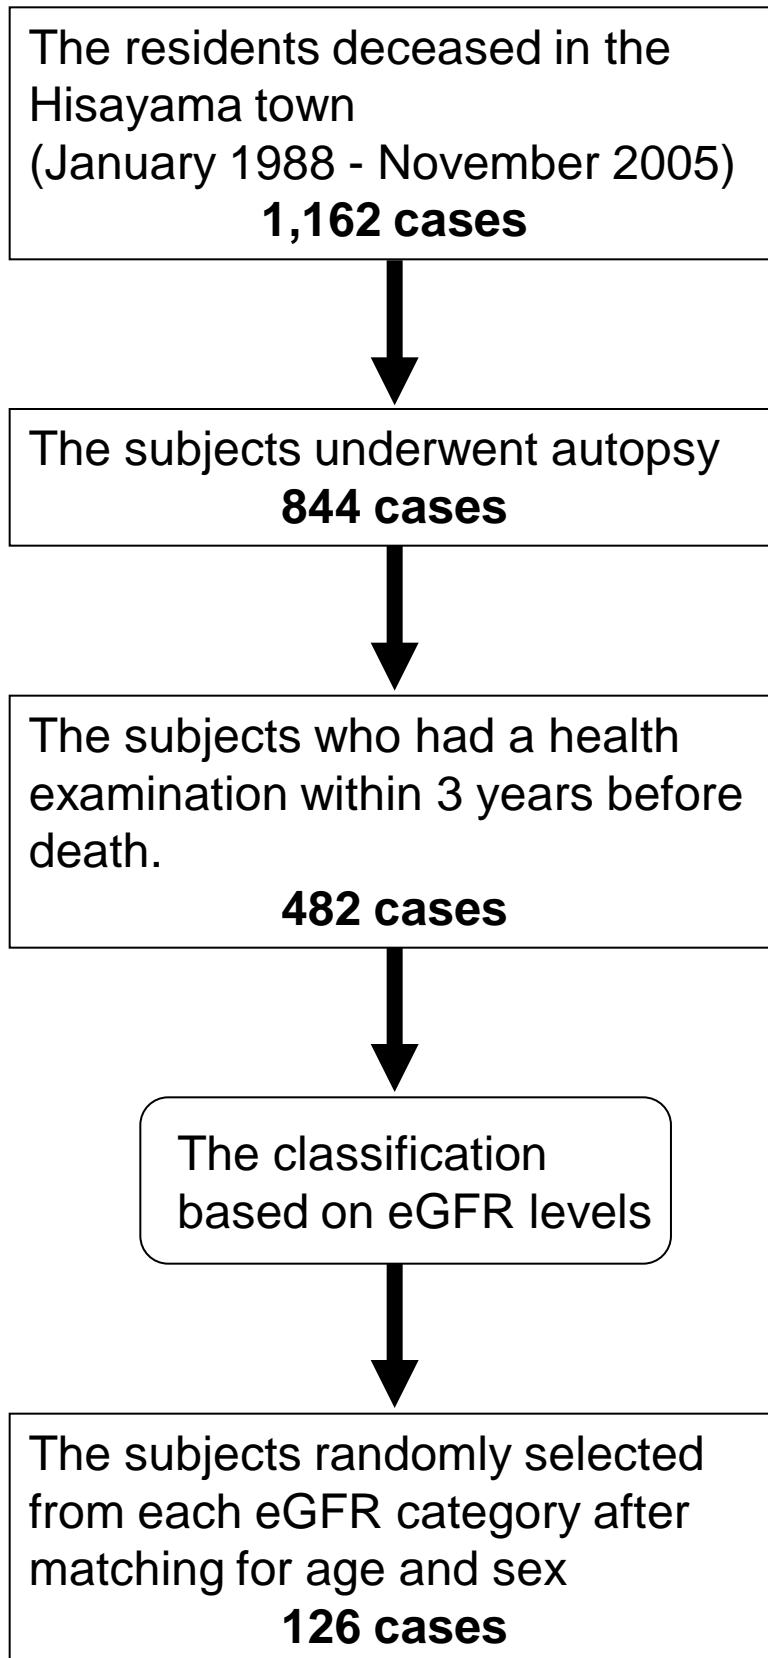 The residents deceased in the
Hisayama town
(January 1988 - November 2005)
1,162 cases
The subjects underwent autopsy
844 cases
The subjects who had a health
examination within 3 years before
death.
482 cases
The classification
based on eGFR levels
The subjects randomly selected
from each eGFR category after
matching for age and sex
126 cases